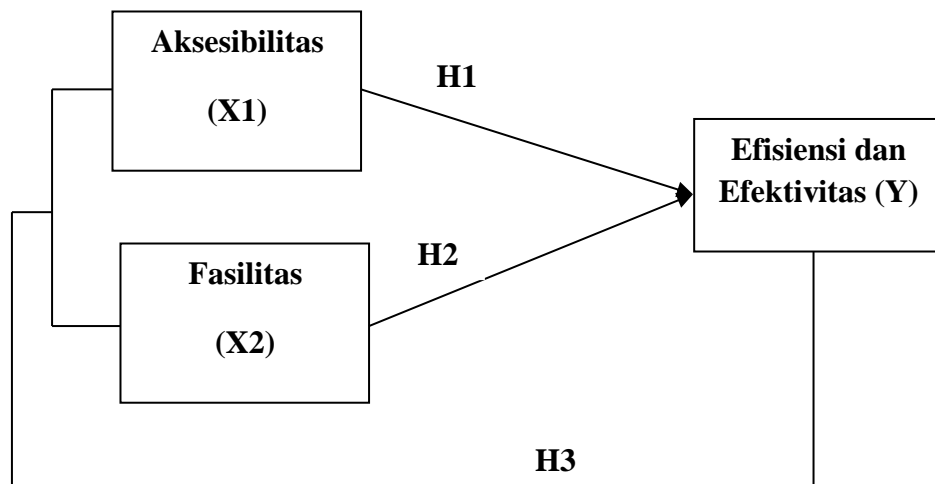 Aksesibilitas
(X1)
H1
Efisiensi dan
Efektivitas (Y)
H2
Fasilitas
(X2)
H3